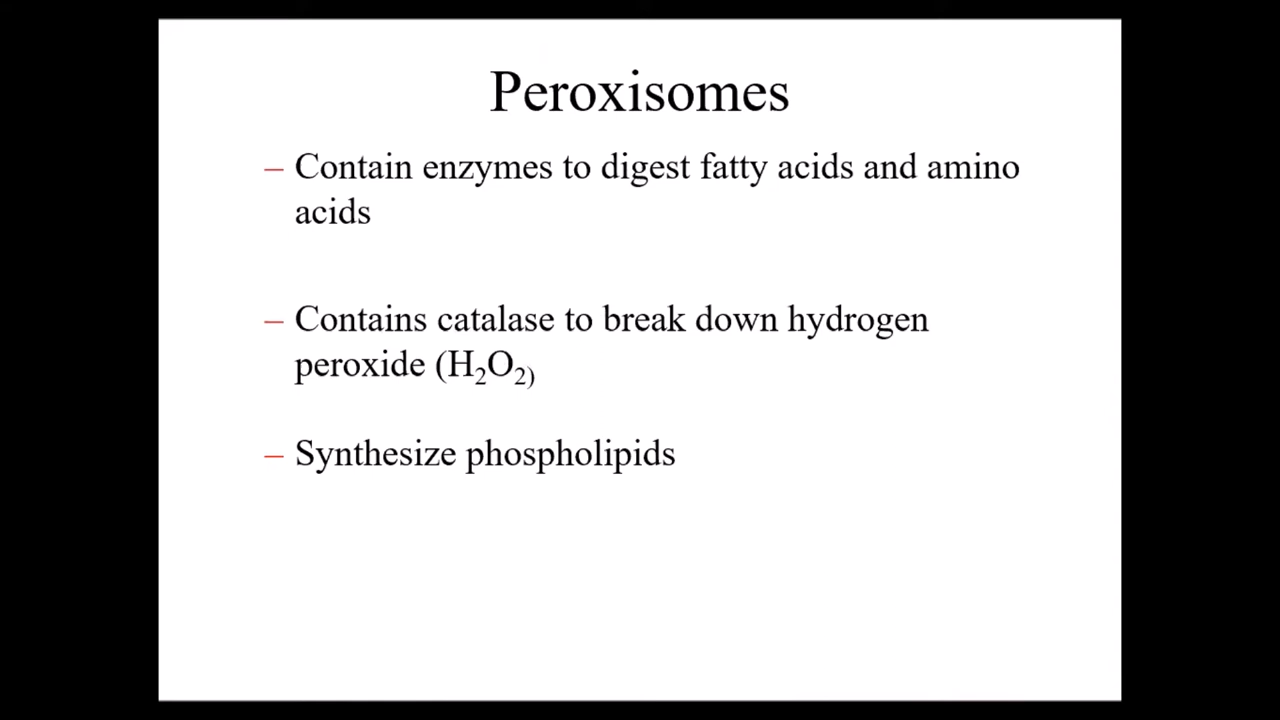 Peroxisomes
– Contain enzymes to digest fatty acids and amino
acids
– Contains catalase to break down hydrogen
peroxide (H₂O₂)
– Synthesize phospholipids